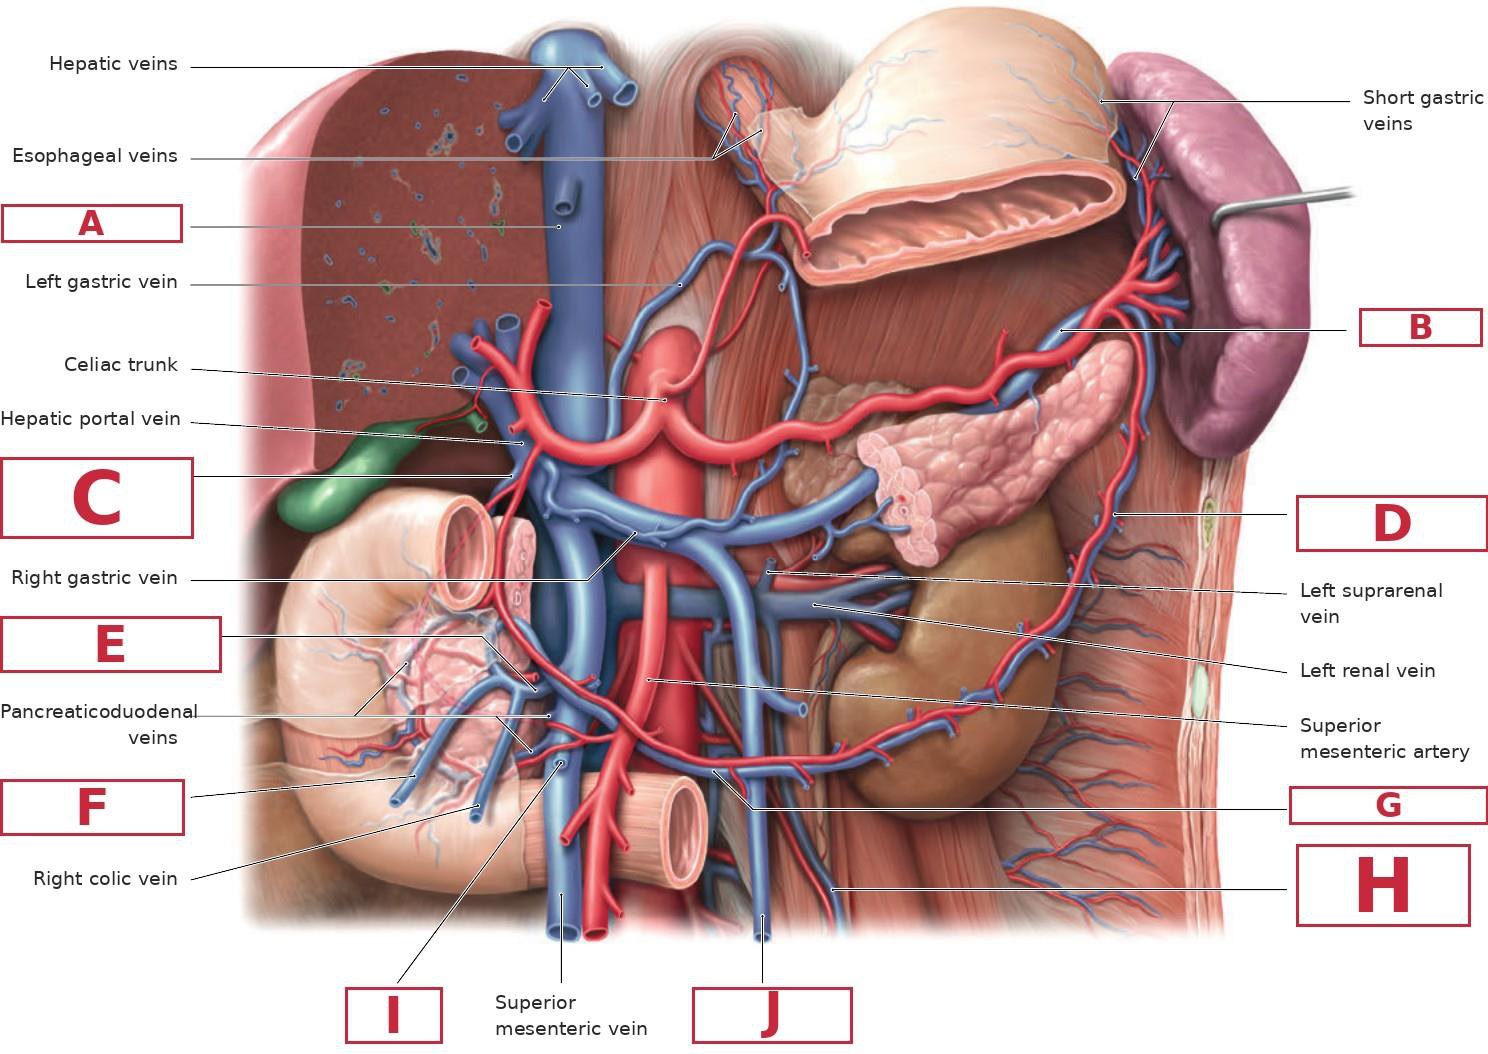 Hepatic veins
Esophageal veins
A
Left gastric vein
Celiac trunk
Hepatic portal vein
C
Right gastric vein
E
Pancreaticoduodenal
veins
F
Right colic vein
I
Superior
mesenteric vein
J
Short gastric
veins
B
D
Left suprarenal
vein
Left renal vein
Superior
mesenteric artery
G
H